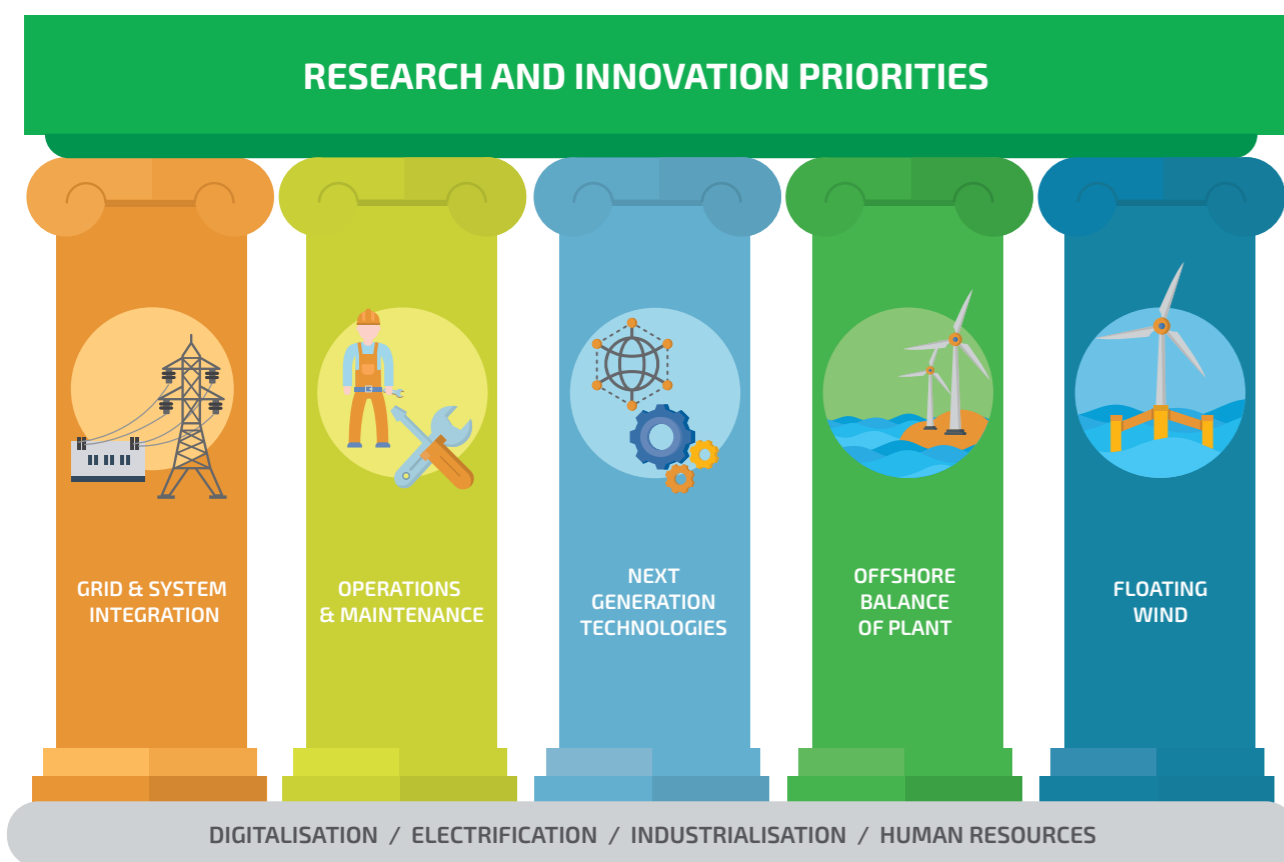 RESEARCH AND INNOVATION PRIORITIES
GRID & SYSTEM
INTEGRATION
OPERATIONS
& MAINTENANCE
NEXT
GENERATION
TECHNOLOGIES
OFFSHORE
BALANCE
OF PLANT
FLOATING
WIND
DIGITALISATION / ELECTRIFICATION / INDUSTRIALISATION / HUMAN RESOURCES